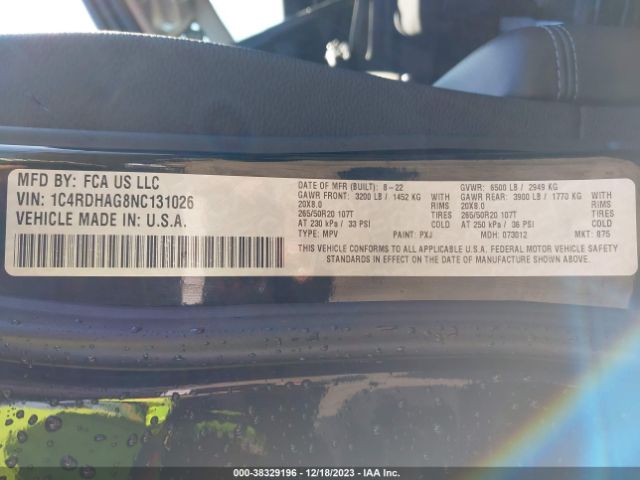 MFD BY: FCA US LLC
VIN: 1C4RDHAG8NC131026
VEHICLE MADE IN: U.S.A.
DATE OF MFR (BUILT): 8-22 GVWR: 6500 LB / 2949 KG
GAWR FRONT: 3200 LB / 1452 KG WITH GAWR REAR: 3900 LB / 1770 KG WITH
20X8.0 RIMS 20X8.0 RIMS
265/50R20 107T 265/50R20 107T
AT 230 kPa / 33 PSI COLD AT 250 kPa / 36 PSI COLD
TYPE: MPV PAINT: PXJ MDH: 073012 MKT: 875
THIS VEHICLE CONFORMS TO ALL APPLICABLE U.S.A. FEDERAL MOTOR VEHICLE SAFETY
STANDARDS IN EFFECT ON THE DATE OF MANUFACTURE SHOWN ABOVE.
000-38329196 - 12/18/2023 - IAA Inc.